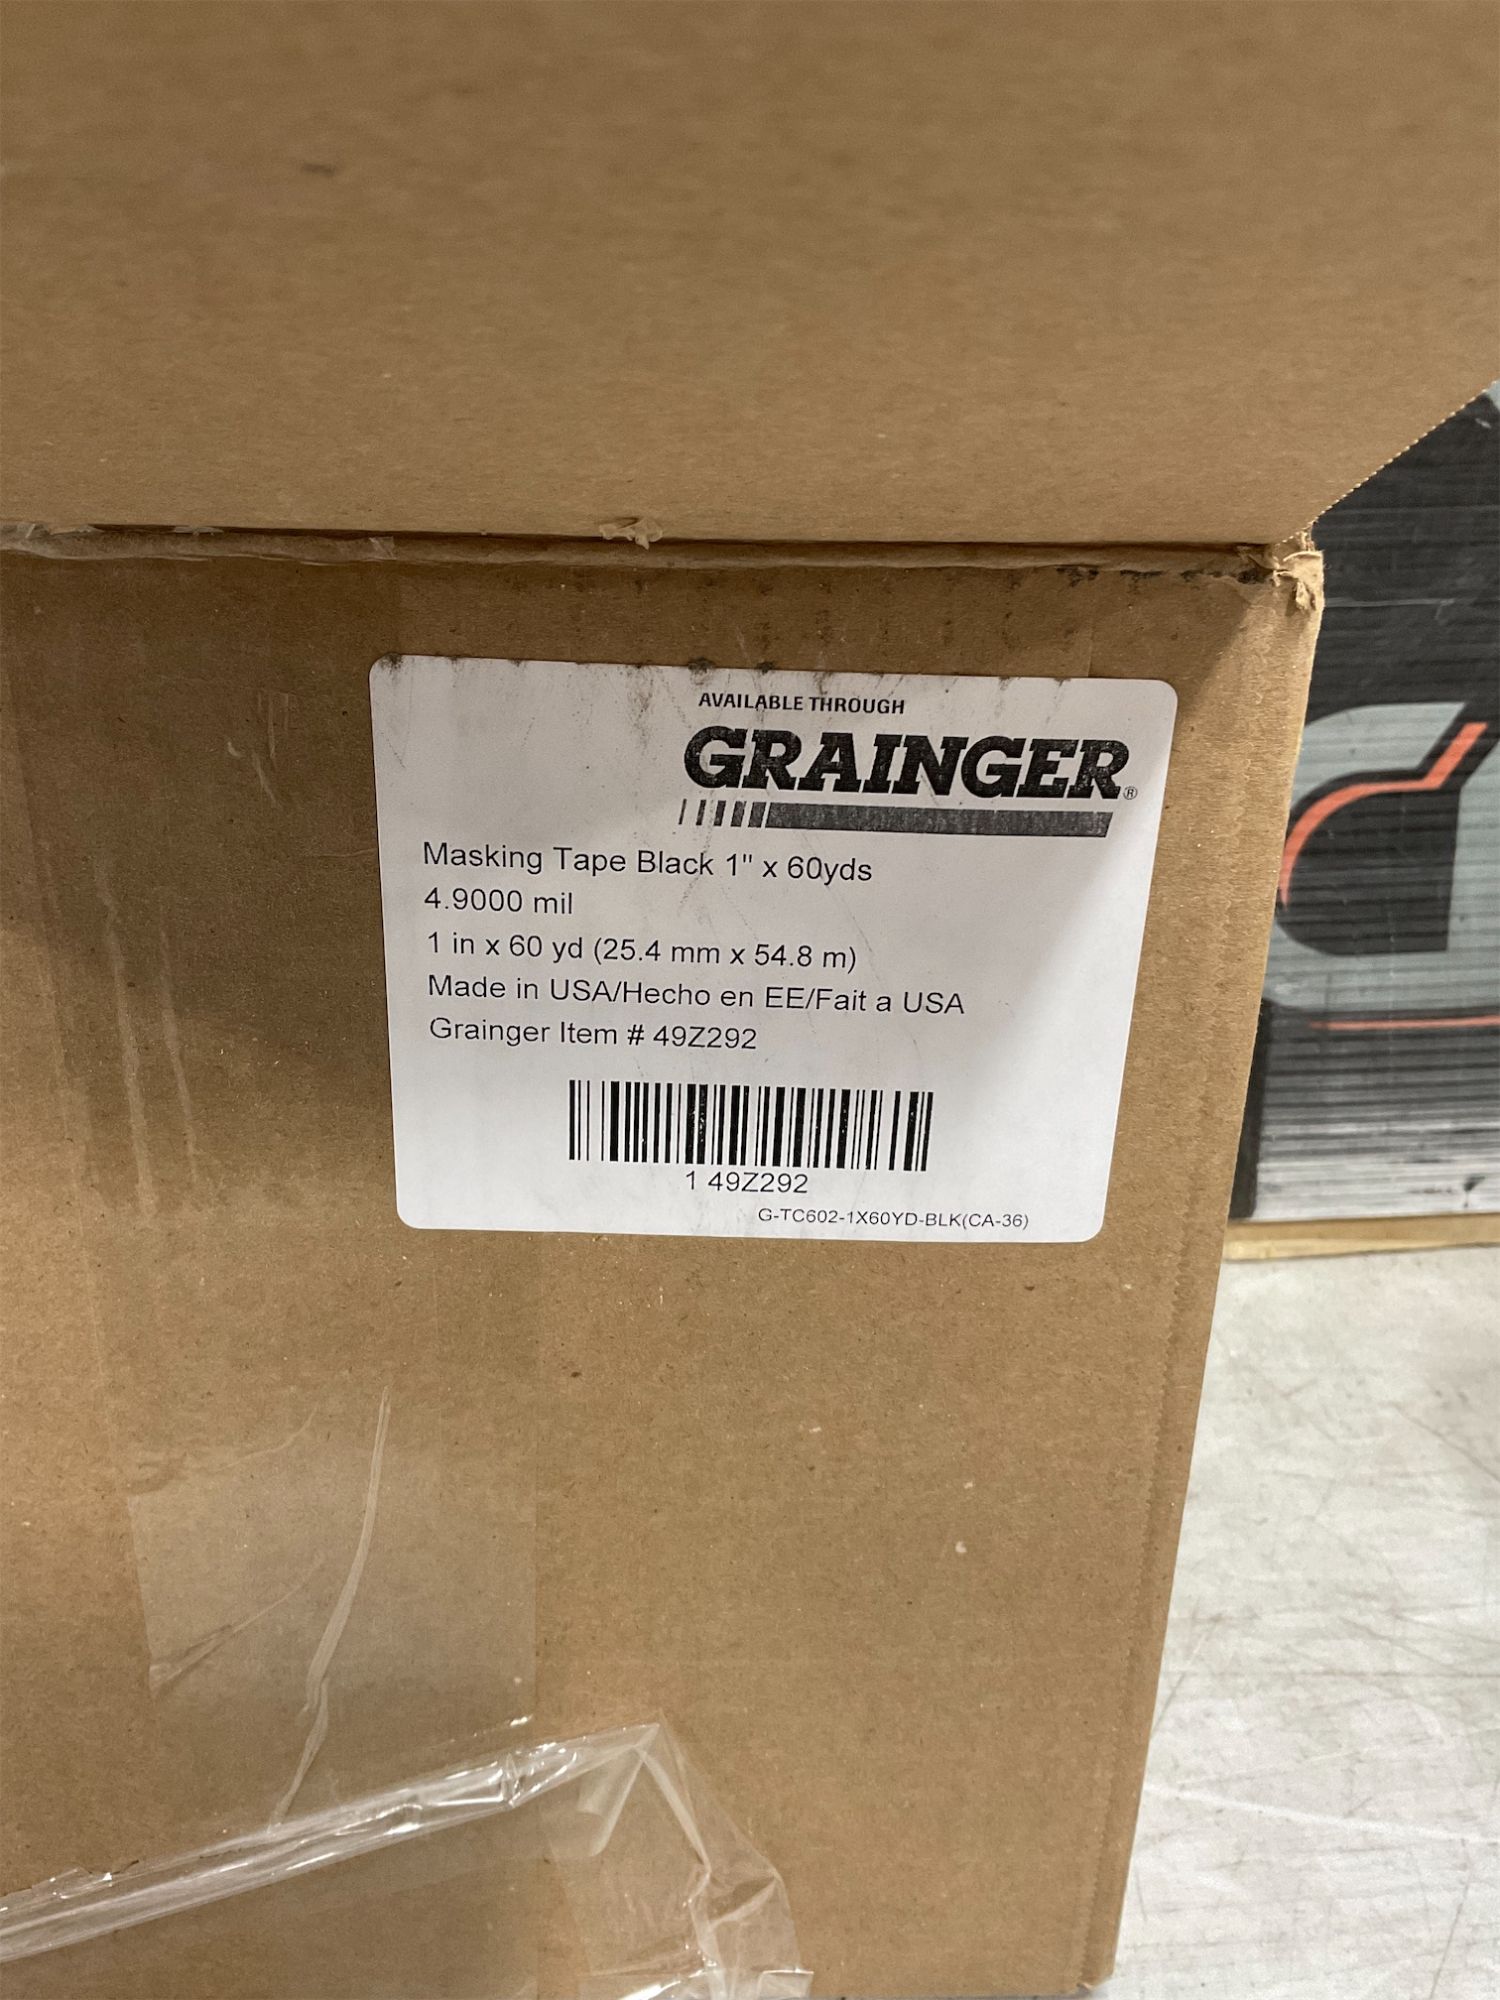 AVAILABLE THROUGH
GRAINGER®
Masking Tape Black 1" x 60yds
4.9000 mil
1 in x 60 yd (25.4 mm x 54.8 m)
Made in USA/Hecho en EE/Fait a USA
Grainger Item # 49Z292
1 49Z292
G-TC602-1X60YD-BLK(CA-36)